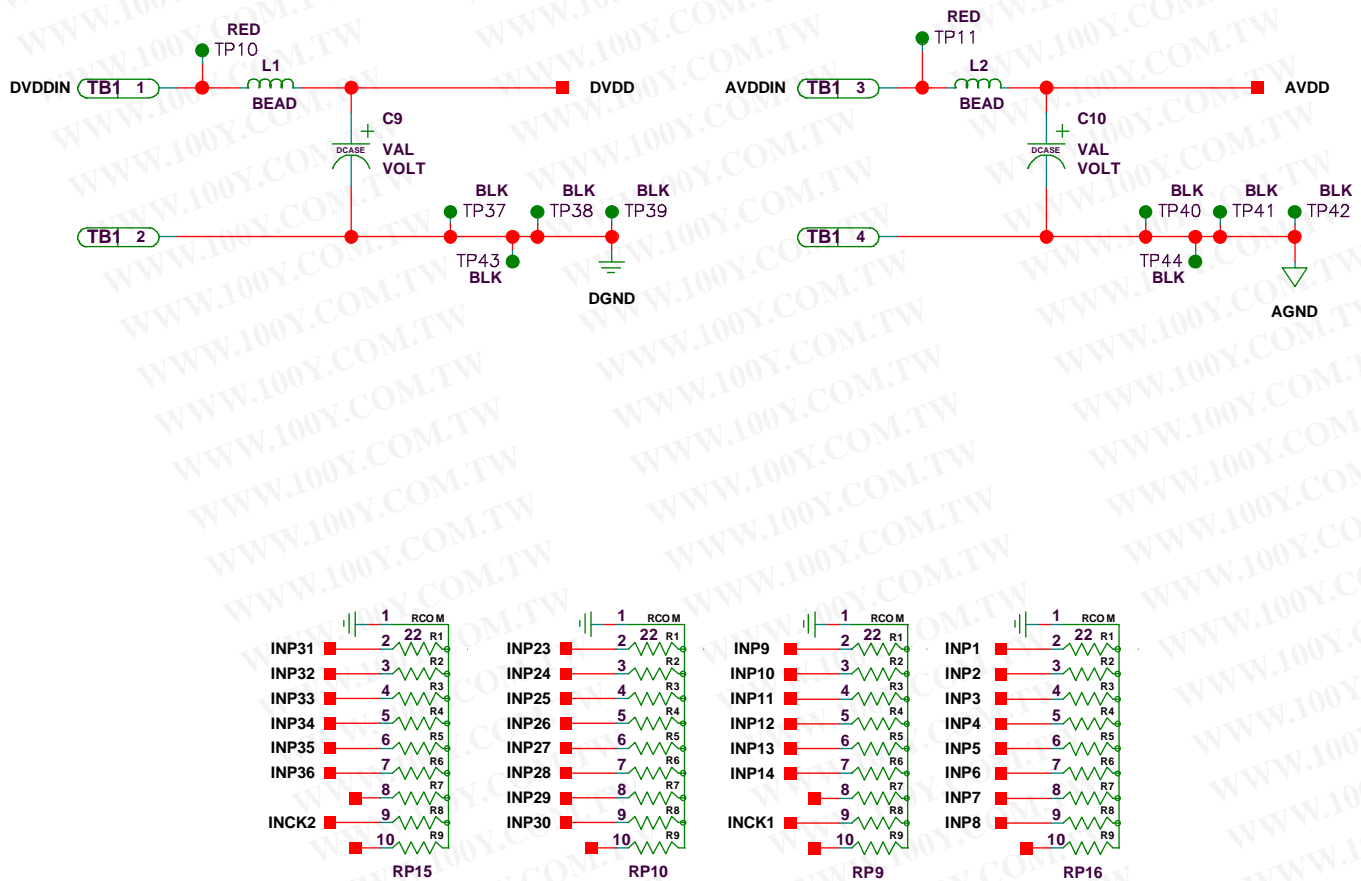 RED
TP10
L1
DVDDIN TB1 1 DVDD
BEAD
C9
+
DCASE VAL
VOLT
BLK BLK BLK
TP37 TP38 TP39
TB1 2
TP43
BLK
DGND
RED
TP11
L2
AVDDIN TB1 3 AVDD
BEAD
C10
+
DCASE VAL
VOLT
BLK BLK BLK
TP40 TP41 TP42
TB1 4
TP44
BLK
AGND
1 RCOM
22 R1
INP31 2
INP32 3 R2
INP33 4 R3
INP34 5 R4
INP35 6 R5
INP36 7 R6
8 R7
INCK2 9 R8
10 R9
RP15
1 RCOM
22 R1
INP23 2
INP24 3 R2
INP25 4 R3
INP26 5 R4
INP27 6 R5
INP28 7 R6
INP29 8 R7
INP30 9 R8
10 R9
RP10
1 RCOM
22 R1
INP9 2
INP10 3 R2
INP11 4 R3
INP12 5 R4
INP13 6 R5
INP14 7 R6
8 R7
INCK1 9 R8
10 R9
RP9
1 RCOM
22 R1
INP1 2
INP2 3 R2
INP3 4 R3
INP4 5 R4
INP5 6 R5
INP6 7 R6
INP7 8 R7
INP8 9 R8
10 R9
RP16
WWW.100Y.COM.TW